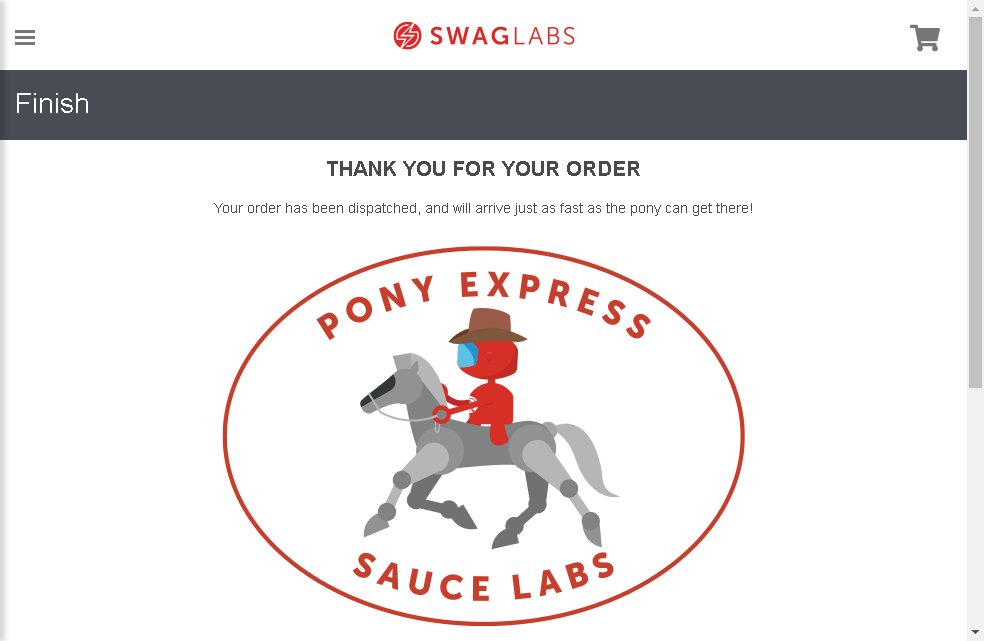 SWAGLABS
Finish
THANK YOU FOR YOUR ORDER
Your order has been dispatched, and will arrive just as fast as the pony can get there!
PONY EXPRESS
SAUCE LABS